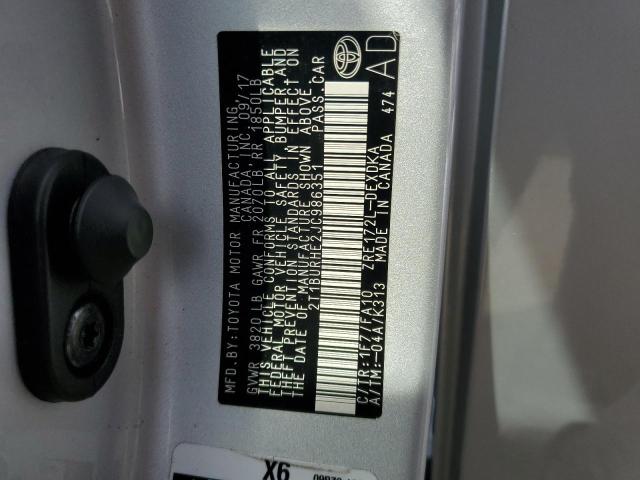 MFD.BY:TOYOTA MOTOR MANUFACTURING,
CANADA, INC. 09/17
GVWR 3820LB GAWR FR 2070LB RR 1850LB
THIS VEHICLE CONFORMS TO ALL APPLICABLE
FEDERAL MOTOR VEHICLE SAFETY, BUMPER, AND
THEFT PREVENTION STANDARDS IN EFFECT ON
THE DATE OF MANUFACTURE SHOWN ABOVE.
2T1BURHE2JC986351 PASS.CAR
C/TR:1F7/FA10 ZRE172L-DEXDKA
A/TM:-04A/K313 MADE IN CANADA 474
AD
X6